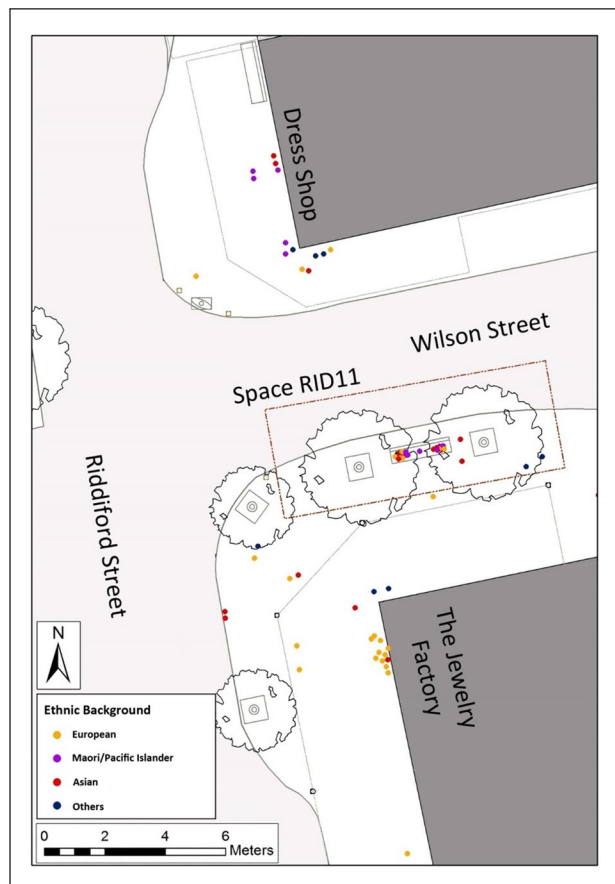 Dress Shop
Wilson Street
Space RID11
Riddiford Street
The Jewelry
Factory
N
Ethnic Background
European
Maori/Pacific Islander
Asian
Others
0 2 4 6
Meters